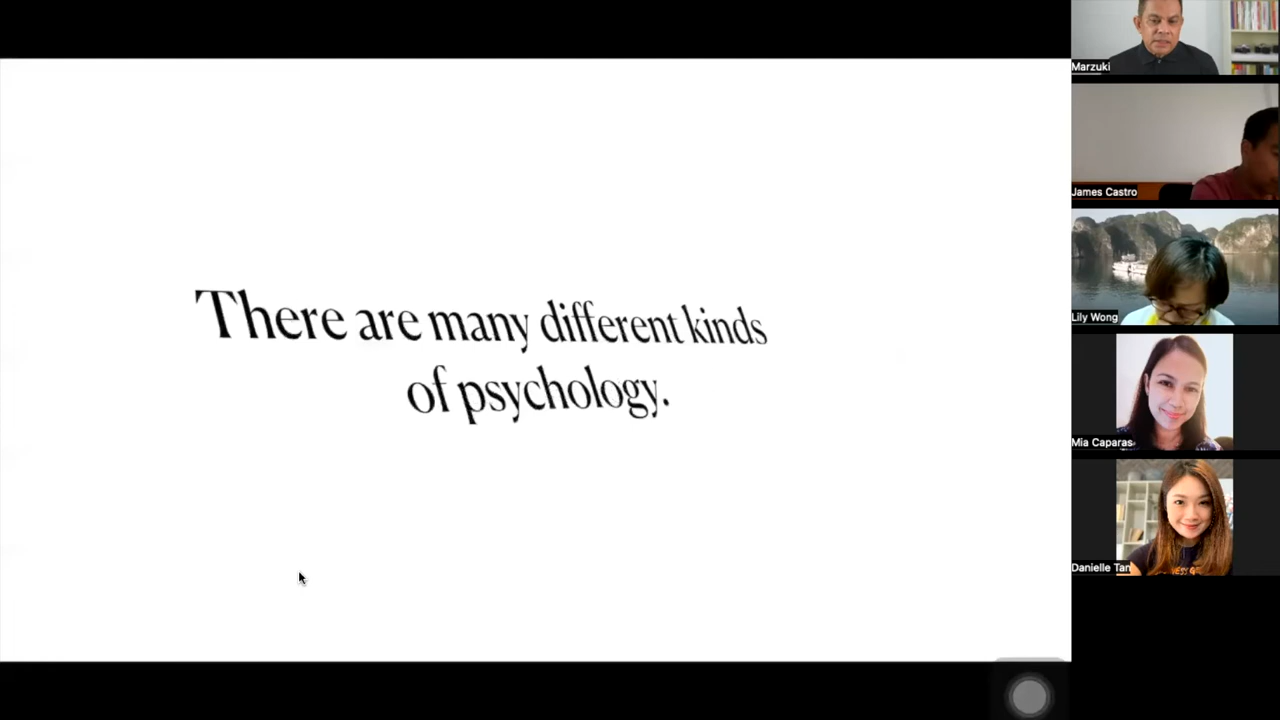 There are many different kinds
of psychology.
Marzuki
James Castro
Lily Wong
Mia Caparas
Danielle Tan